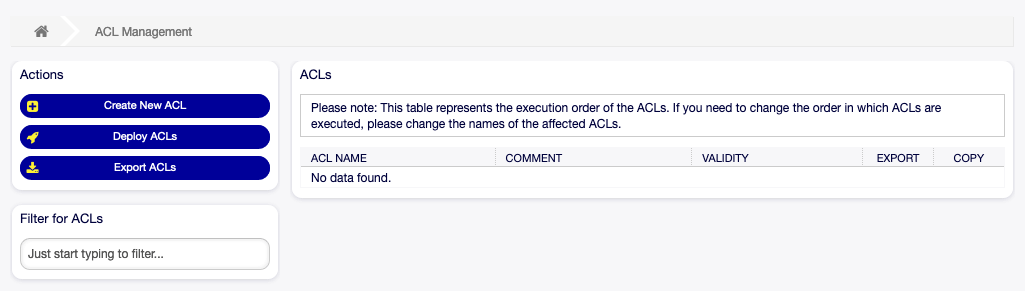 ACL Management
Actions
Create New ACL
Deploy ACLs
Export ACLs
Filter for ACLs
Just start typing to filter...
ACLs
Please note: This table represents the execution order of the ACLs. If you need to change the order in which ACLs are
executed, please change the names of the affected ACLs.
ACL NAME COMMENT VALIDITY EXPORT COPY
No data found.